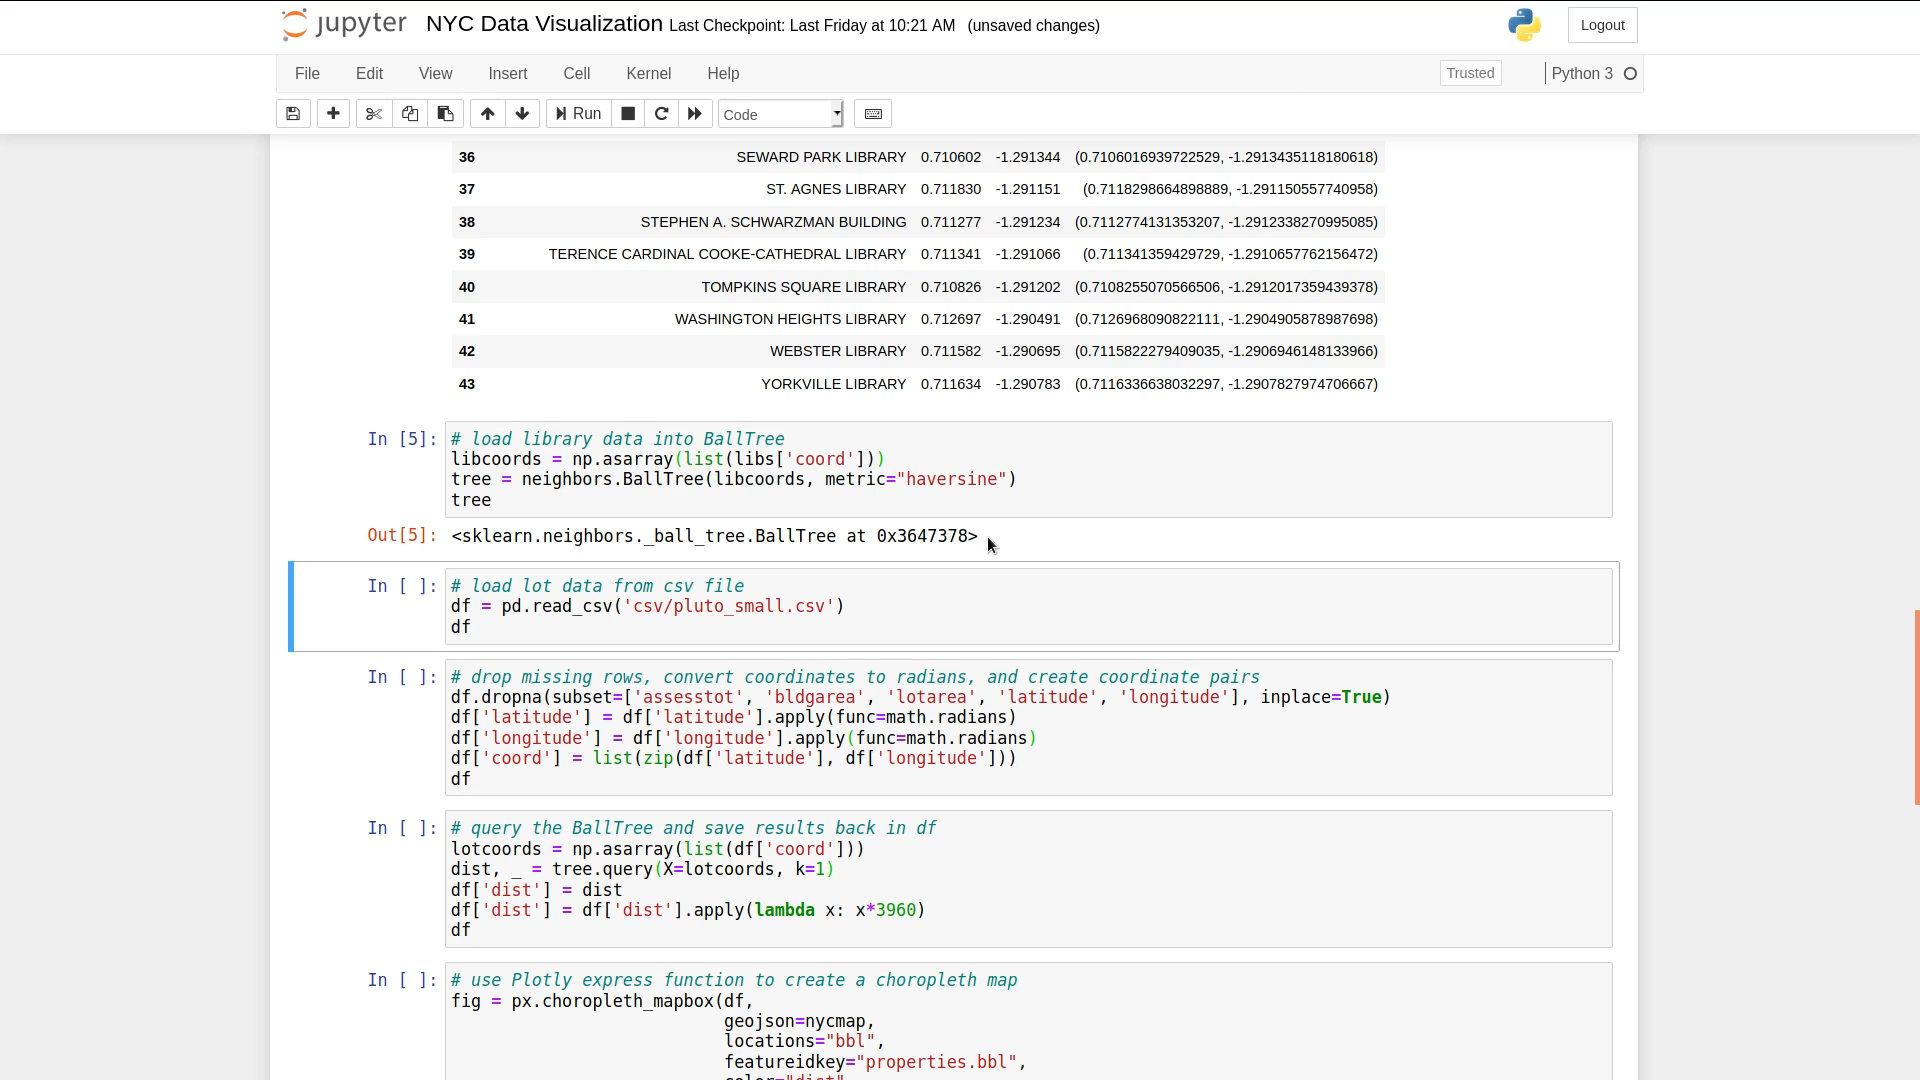 jupyter NYC Data Visualization Last Checkpoint: Last Friday at 10:21 AM (unsaved changes) Logout
File Edit View Insert Cell Kernel Help Trusted Python 3
Run Code
36 SEWARD PARK LIBRARY 0.710602 -1.291344 (0.7106016939722529, -1.2913435118180618)
37 ST. AGNES LIBRARY 0.711830 -1.291151 (0.7118298664898889, -1.291150557740958)
38 STEPHEN A. SCHWARZMAN BUILDING 0.711277 -1.291234 (0.7112774131353207, -1.2912338270995085)
39 TERENCE CARDINAL COOKE-CATHEDRAL LIBRARY 0.711341 -1.291066 (0.711341359429729, -1.2910657762156472)
40 TOMPKINS SQUARE LIBRARY 0.710826 -1.291202 (0.7108255070566506, -1.2912017359439378)
41 WASHINGTON HEIGHTS LIBRARY 0.712697 -1.290491 (0.7126968090822111, -1.2904905878987698)
42 WEBSTER LIBRARY 0.711582 -1.290695 (0.7115822279409035, -1.2906946148133966)
43 YORKVILLE LIBRARY 0.711634 -1.290783 (0.7116336638032297, -1.2907827974706667)
In [5]: # load library data into BallTree
libcoords = np.asarray(list(libs['coord']))
tree = neighbors.BallTree(libcoords, metric="haversine")
tree
Out[5]: <sklearn.neighbors._ball_tree.BallTree at 0x3647378>
In [ ]: # load lot data from csv file
df = pd.read_csv('csv/pluto_small.csv')
df
In [ ]: # drop missing rows, convert coordinates to radians, and create coordinate pairs
df.dropna(subset=['assesstot', 'bldgarea', 'lotarea', 'latitude', 'longitude'], inplace=True)
df['latitude'] = df['latitude'].apply(func=math.radians)
df['longitude'] = df['longitude'].apply(func=math.radians)
df['coord'] = list(zip(df['latitude'], df['longitude']))
df
In [ ]: # query the BallTree and save results back in df
lotcoords = np.asarray(list(df['coord']))
dist, _ = tree.query(X=lotcoords, k=1)
df['dist'] = dist
df['dist'] = df['dist'].apply(lambda x: x*3960)
df
In [ ]: # use Plotly express function to create a choropleth map
fig = px.choropleth_mapbox(df,
geojson=nycmap,
locations="bbl",
featureidkey="properties.bbl",
color="dist",